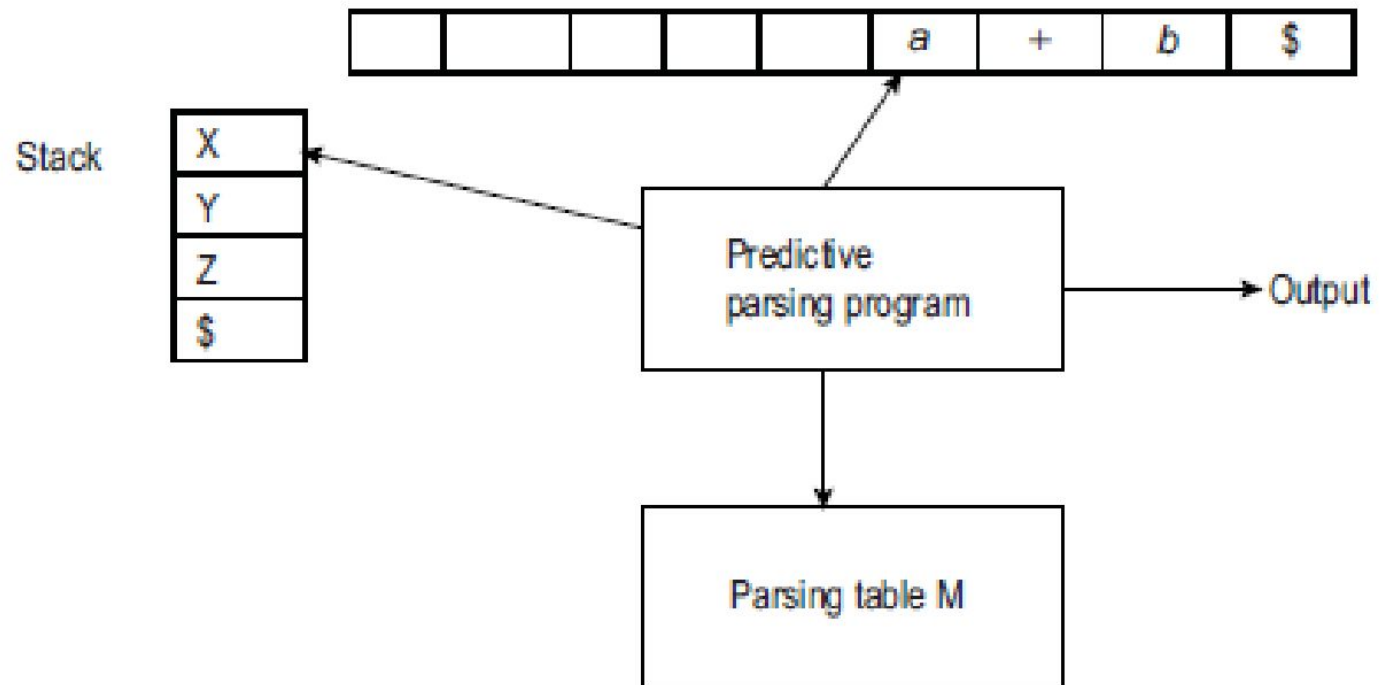 a + b $
Stack
X
Y
Z
$
Predictive
parsing program
Output
Parsing table M